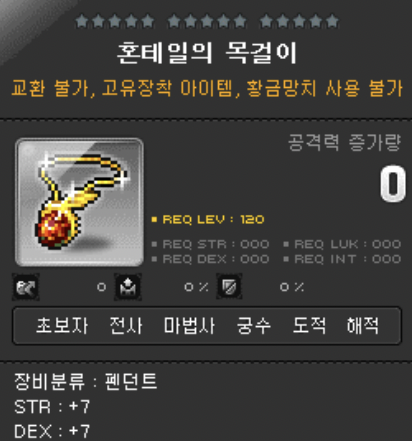 혼테일의 목걸이
교환 불가, 고유장착 아이템, 황금망치 사용 불가
공격력 증가량
0
REQ LEV : 120
REQ STR : 000 REQ LUK : 000
REQ DEX : 000 REQ INT : 000
0 0 % 0 %
초보자 전사 마법사 궁수 도적 해적
장비분류 : 펜던트
STR : +7
DEX : +7